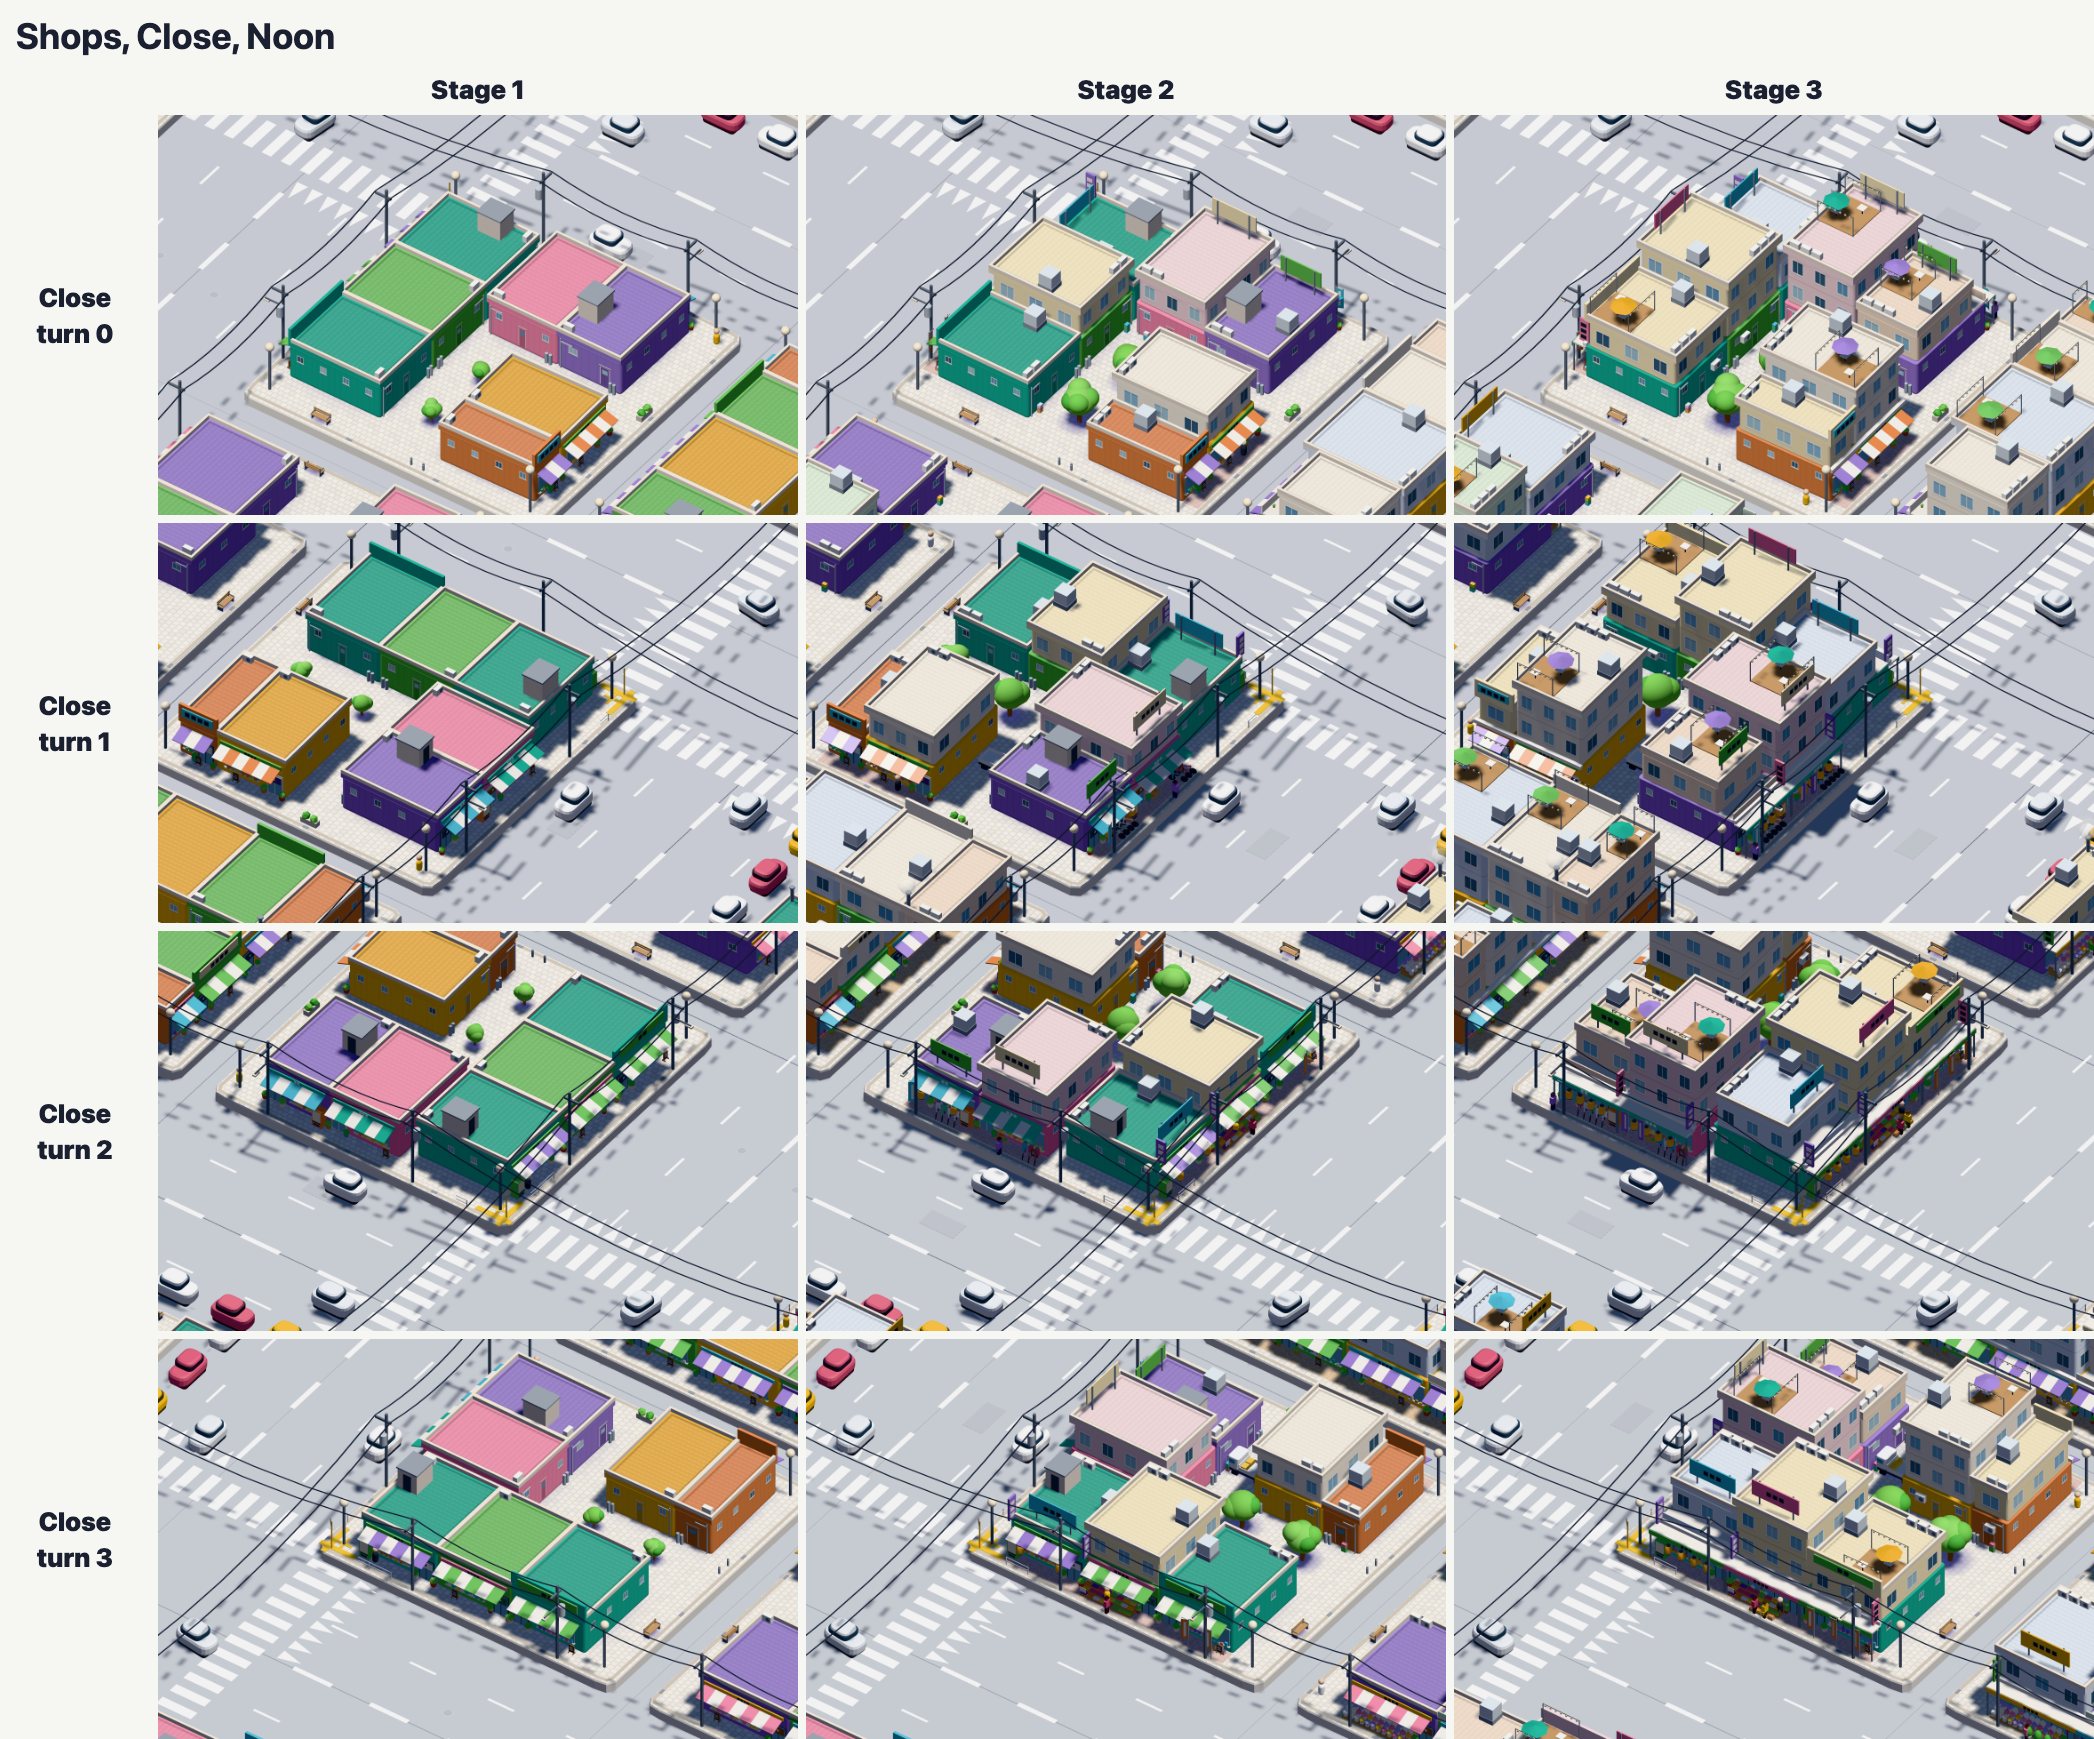 Shops, Close, Noon
Stage 1
Stage 2
Stage 3
Close
turn 0
Close
turn 1
Close
turn 2
Close
turn 3